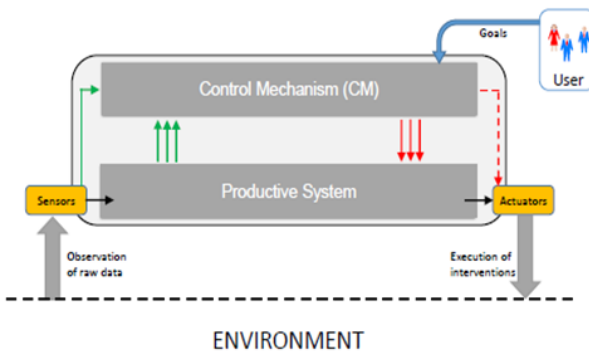 Goals
User
Control Mechanism (CM)
Productive System
Sensors
Actuators
Observation
of raw data
Execution of
interventions
ENVIRONMENT